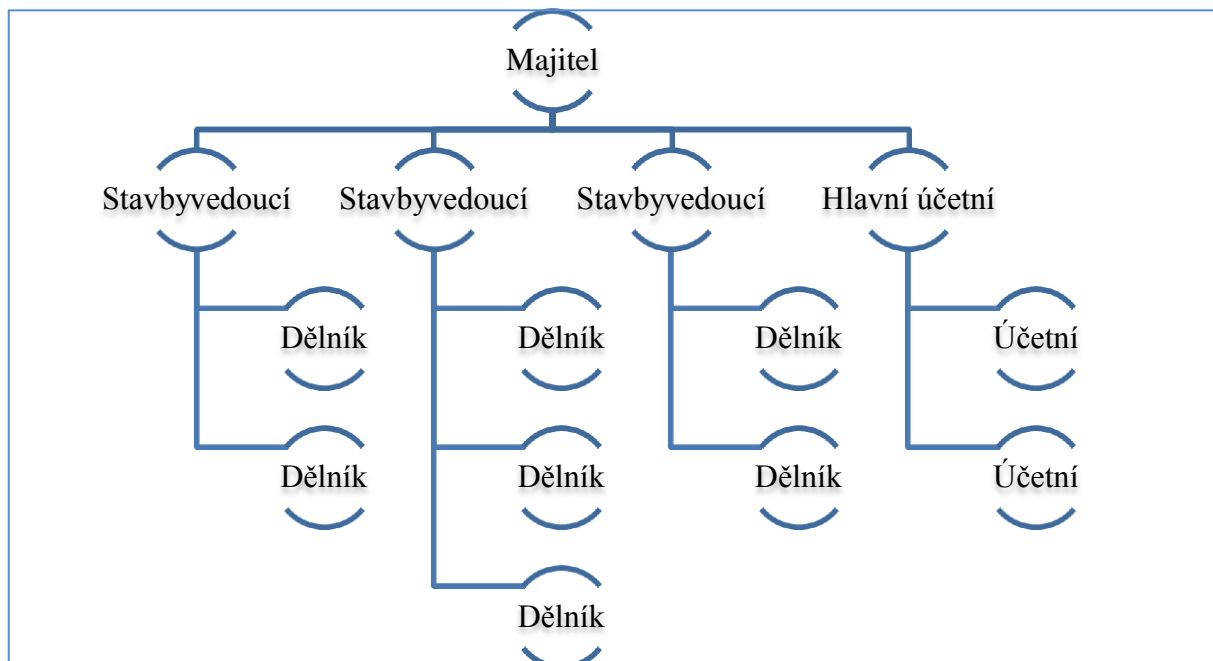 Majitel
Stavbyvedoucí Stavbyvedoucí Stavbyvedoucí Hlavní účetní
Dělník Dělník Dělník Účetní
Dělník Dělník Dělník Účetní
Dělník